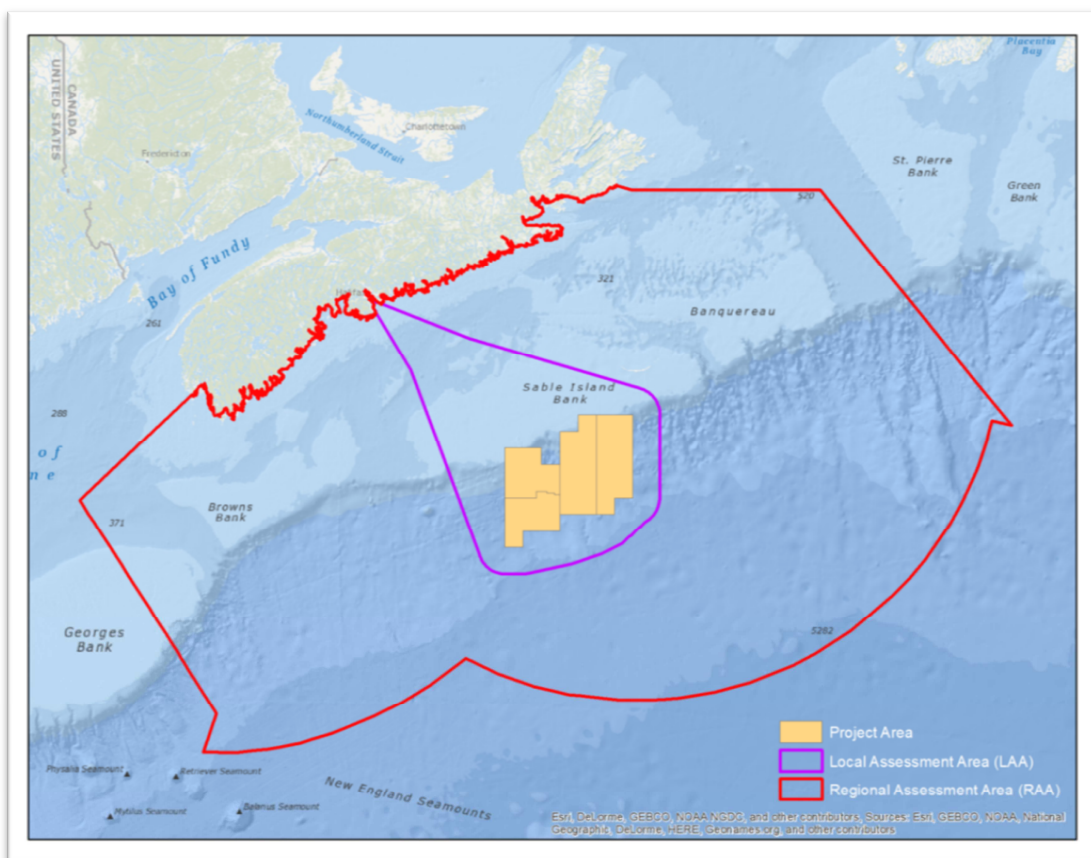 Placentia
Bay
CANADA
UNITED STATES
Northumberland
Strait
Charlottetown
Fredericton
St. Pierre
Bank
Green
Bank
520
Bay of Fundy
321
261
Banquereau
Sable Island
Bank
288
of
ne
Browns
Bank
371
Georges
Bank
5282
Physalia Seamount
Retriever Seamount
Mytilus Seamount
Balanus Seamount
New England Seamounts
Project Area
Local Assessment Area (LAA)
Regional Assessment Area (RAA)
Esri, DeLorme, GEBCO, NOAA NGDC, and other contributors, Sources: Esri, GEBCO, NOAA, National
Geographic, DeLorme, HERE, Geonames.org, and other contributors